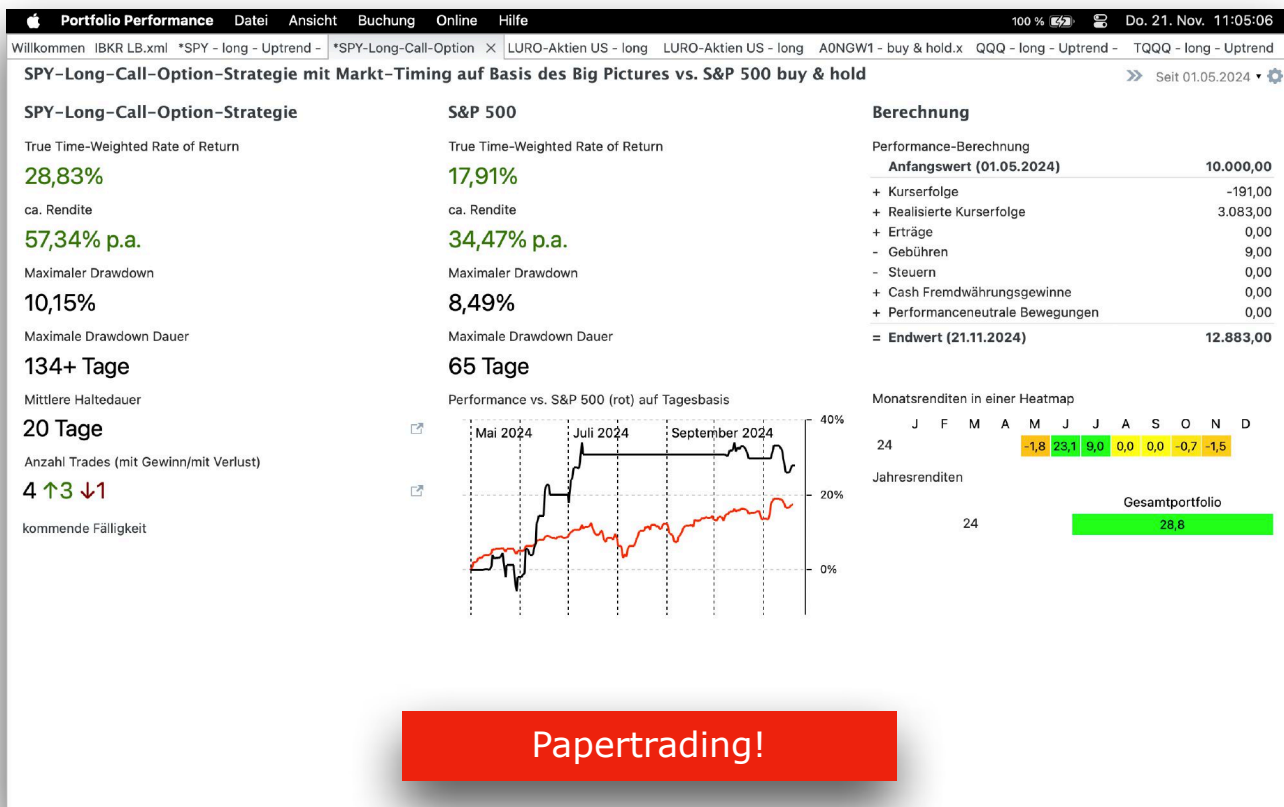 Portfolio Performance Datei Ansicht Buchung Online Hilfe 100 % Do. 21. Nov. 11:05:06
Willkommen IBKR LB.xml *SPY - long - Uptrend - *SPY-Long-Call-Option × LURO-Aktien US - long LURO-Aktien US - long A0NGW1 - buy & hold.x QQQ - long - Uptrend - TQQQ - long - Uptrend
SPY-Long-Call-Option-Strategie mit Markt-Timing auf Basis des Big Pictures vs. S&P 500 buy & hold
Seit 01.05.2024
SPY-Long-Call-Option-Strategie
True Time-Weighted Rate of Return
28,83%
ca. Rendite
57,34% p.a.
Maximaler Drawdown
10,15%
Maximale Drawdown Dauer
134+ Tage
Mittlere Haltedauer
20 Tage
Anzahl Trades (mit Gewinn/mit Verlust)
4 ↑3 ↓1
kommende Fälligkeit
S&P 500
True Time-Weighted Rate of Return
17,91%
ca. Rendite
34,47% p.a.
Maximaler Drawdown
8,49%
Maximale Drawdown Dauer
65 Tage
Performance vs. S&P 500 (rot) auf Tagesbasis
Mai 2024 Juli 2024 September 2024
40%
20%
0%
Berechnung
Performance-Berechnung
Anfangswert (01.05.2024) 10.000,00
+ Kurserfolge -191,00
+ Realisierte Kurserfolge 3.083,00
+ Erträge 0,00
- Gebühren 9,00
- Steuern 0,00
+ Cash Fremdwährungsgewinne 0,00
+ Performanceneutrale Bewegungen 0,00
= Endwert (21.11.2024) 12.883,00
Monatsrenditen in einer Heatmap
J F M A M J J A S O N D
24 -1,8 23,1 9,0 0,0 0,0 -0,7 -1,5
Jahresrenditen
Gesamtportfolio
24 28,8
Papertrading!